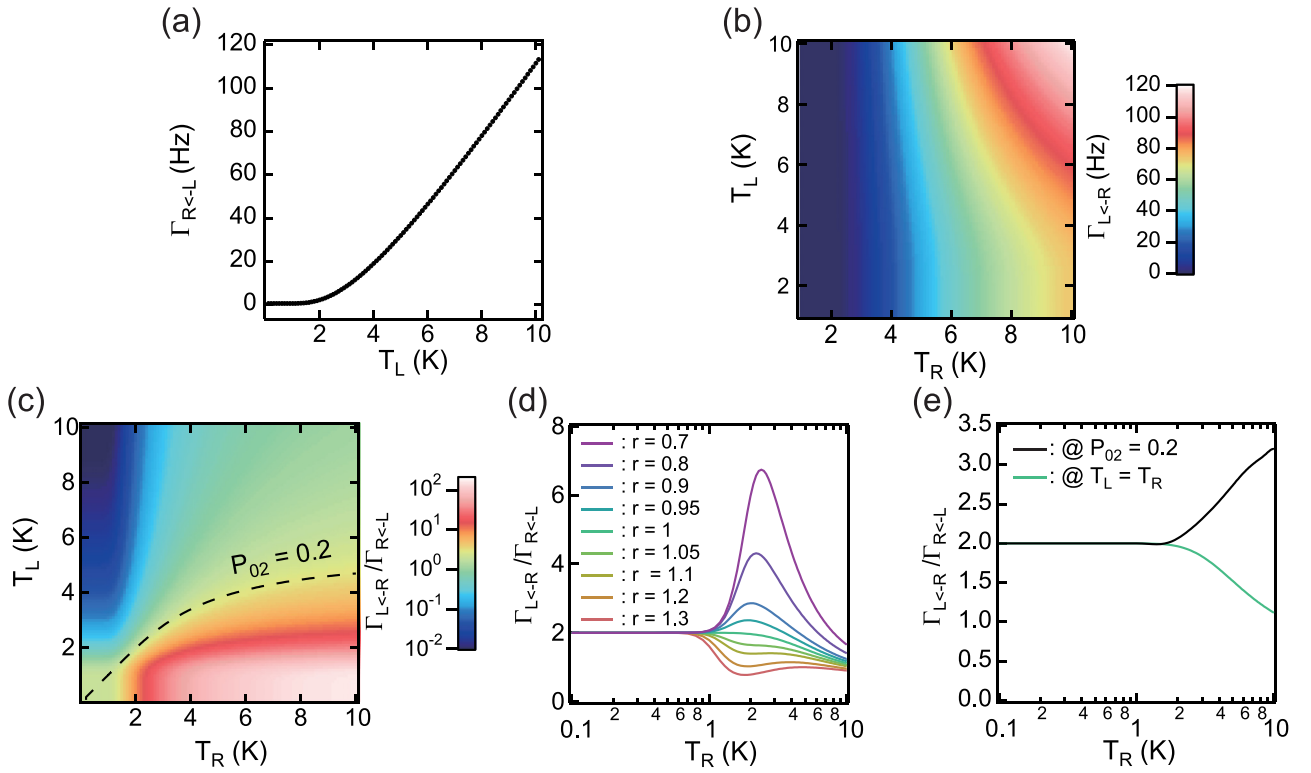 (a)
120
100
80
60
40
20
0
Γ_R<-L (Hz)
2 4 6 8 10
T_L (K)
(b)
10
8
6
4
2
T_L (K)
2 4 6 8 10
T_R (K)
Γ_L<-R (Hz)
120
100
80
60
40
20
0
(c)
10
8
6
4
2
T_L (K)
P_02 = 0.2
2 4 6 8 10
T_R (K)
Γ_L<-R /Γ_R<-L
10^2
10^1
10^0
10^-1
10^-2
(d)
8
6
4
2
0
Γ_L<-R /Γ_R<-L
: r = 0.7
: r = 0.8
: r = 0.9
: r = 0.95
: r = 1
: r = 1.05
: r = 1.1
: r = 1.2
: r = 1.3
0.1 2 4 6 8 1 2 4 6 8 10
T_R (K)
(e)
3.5
3.0
2.5
2.0
1.5
1.0
0.5
0.0
Γ_L<-R /Γ_R<-L
: @ P_02 = 0.2
: @ T_L = T_R
0.1 2 4 6 8 1 2 4 6 8 10
T_R (K)